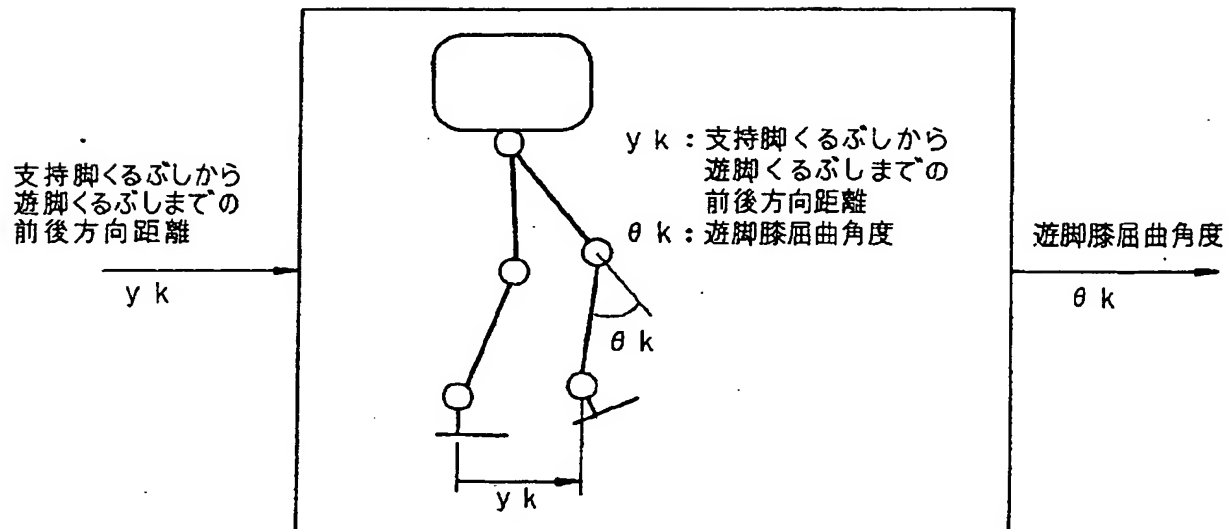 支持脚くるぶしから
遊脚くるぶしまでの
前後方向距離
y k
y k : 支持脚くるぶしから
遊脚くるぶしまでの
前後方向距離
θ k : 遊脚膝屈曲角度
θ k
y k
遊脚膝屈曲角度
θ k